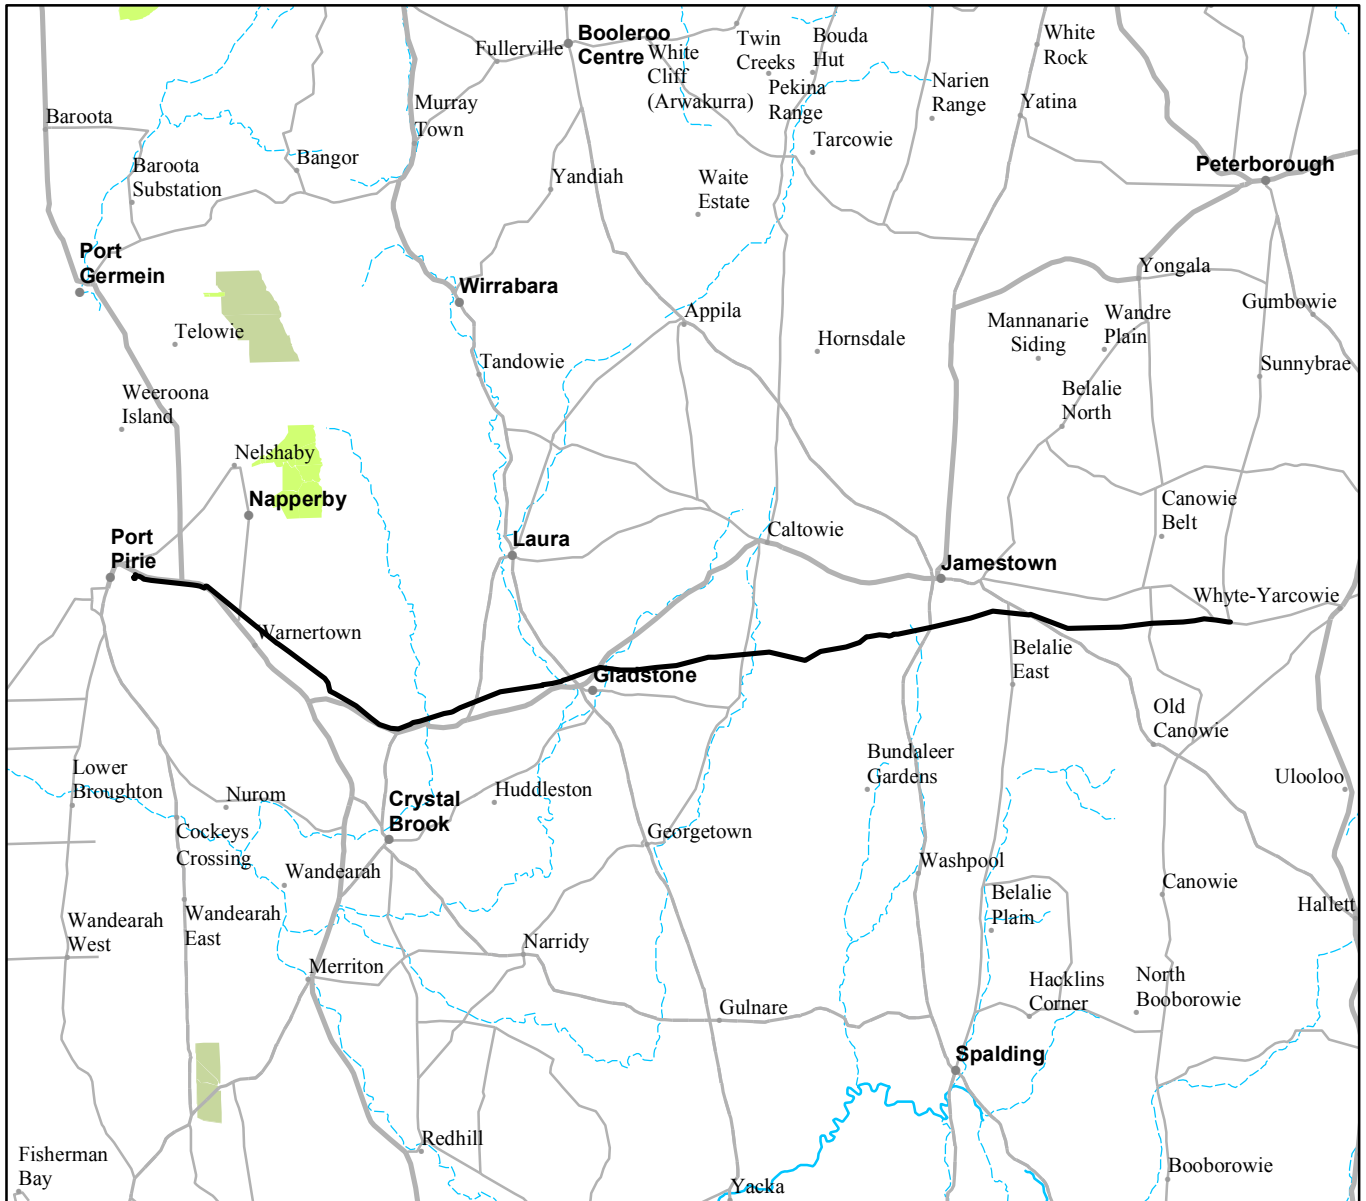 Booleroo
Centre
Fullerville
White
Cliff
(Arwakurra)
Twin
Creeks
Bouda
Hut
Pekina
Range
White
Rock
Narien
Range
Yatina
Murray
Town
Baroota
Tarcowie
Bangor
Baroota
Substation
Yandiah
Waite
Estate
Peterborough
Port
Germein
Yongala
Wirrabara
Gumbowie
Appila
Telowie
Hornsdale
Mannanarie
Siding
Wandre
Plain
Tandowie
Sunnybrae
Weeroona
Island
Belalie
North
Nelshaby
Napperby
Canowie
Belt
Port
Pirie
Laura
Caltowie
Jamestown
Whyte-Yarcowie
Warnertown
Belalie
East
Gladstone
Old
Canowie
Lower
Broughton
Nurom
Bundaleer
Gardens
Ulooloo
Crystal
Brook
Huddleston
Cockeys
Crossing
Georgetown
Wandearah
Washpool
Canowie
Belalie
Plain
Hallett
Wandearah
West
Wandearah
East
Narridy
Merriton
Hacklins
Corner
North
Booborowie
Gulnare
Spalding
Redhill
Fisherman
Bay
Booborowie
Yacka